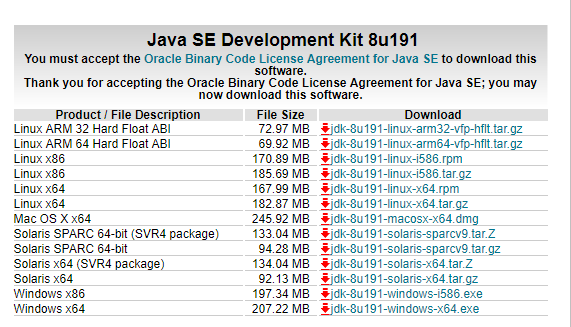 Java SE Development Kit 8u191
You must accept the Oracle Binary Code License Agreement for Java SE to download this
software.
Thank you for accepting the Oracle Binary Code License Agreement for Java SE; you may
now download this software.
Product / File Description File Size Download
Linux ARM 32 Hard Float ABI 72.97 MB jdk-8u191-linux-arm32-vfp-hflt.tar.gz
Linux ARM 64 Hard Float ABI 69.92 MB jdk-8u191-linux-arm64-vfp-hflt.tar.gz
Linux x86 170.89 MB jdk-8u191-linux-i586.rpm
Linux x86 185.69 MB jdk-8u191-linux-i586.tar.gz
Linux x64 167.99 MB jdk-8u191-linux-x64.rpm
Linux x64 182.87 MB jdk-8u191-linux-x64.tar.gz
Mac OS X x64 245.92 MB jdk-8u191-macosx-x64.dmg
Solaris SPARC 64-bit (SVR4 package) 133.04 MB jdk-8u191-solaris-sparcv9.tar.Z
Solaris SPARC 64-bit 94.28 MB jdk-8u191-solaris-sparcv9.tar.gz
Solaris x64 (SVR4 package) 134.04 MB jdk-8u191-solaris-x64.tar.Z
Solaris x64 92.13 MB jdk-8u191-solaris-x64.tar.gz
Windows x86 197.34 MB jdk-8u191-windows-i586.exe
Windows x64 207.22 MB jdk-8u191-windows-x64.exe